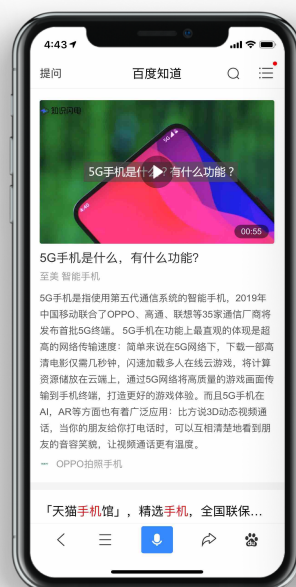 4:43
提问
百度知道
知识闪电
5G手机是什么？有什么功能？
00:55
5G手机是什么，有什么功能?
至美 智能手机
5G手机是指使用第五代通信系统的智能手机，2019年
中国移动联合了OPPO、高通、联想等35家通信厂商将
发布首批5G终端。 5G手机在功能上最直观的体现是超
高的网络传输速度：简单来说在5G网络下，下载一部高
清电影仅需几秒钟，闪速加载多人在线云游戏，将计算
资源储放在云端上，通过5G网络将高质量的游戏画面传
输到手机终端，打造更好的游戏体验。而且5G手机在
AI，AR等方面也有着广泛应用：比方说3D动态视频通
话，当你的朋友给你打电话时，可以互相清楚地看到朋
友的音容笑貌，让视频通话更有温度。
OPPO拍照手机
「天猫手机馆」，精选手机，全国联保...